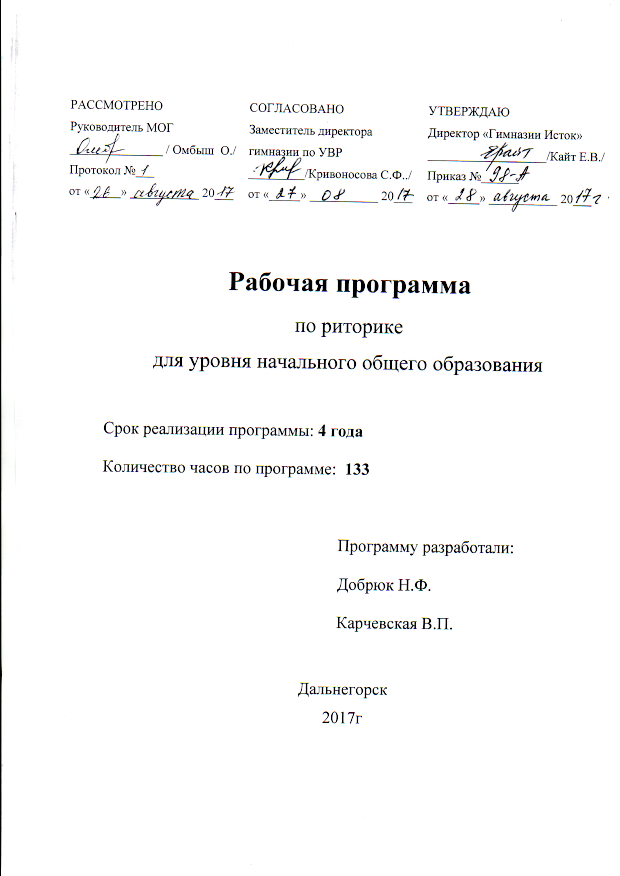 РАССМОТРЕНО
Руководитель МОГ
/ Омбыш О./
Протокол № 1
от « 26 » августа 2017
СОГЛАСОВАНО
Заместитель директора
гимназии по УВР
/Кривоносова С.Ф../
от « 27 » 08 2017
УТВЕРЖДАЮ
Директор «Гимназии Исток»
/Кайт Е.В./
Приказ № 98-А
от « 28 » августа 2017 г.
Рабочая программа
по риторике
для уровня начального общего образования
Срок реализации программы: 4 года
Количество часов по программе: 133
Программу разработали:
Добрюк Н.Ф.
Карчевская В.П.
Дальнегорск
2017г